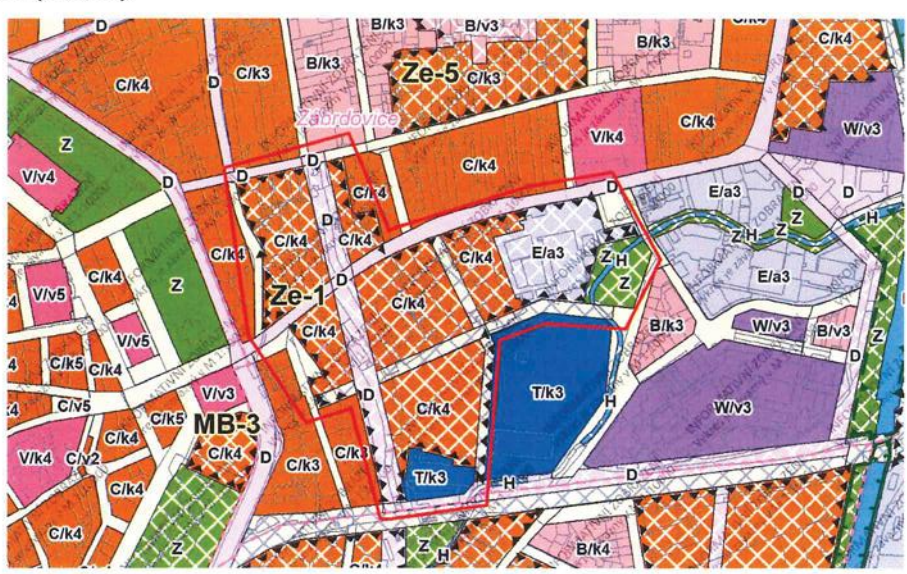 D
B/k3
B/v3
B/k3
C/k4
C/k4
C/k4
D
C/k3
B/k3
Ze-5
C/k3
Zábrdovice
V/k4
C/k4
W/v3
Z
V/v4
C/k4
D
D
D
C/k4
D
E/a3
D
D
D
Z
H
Z
H
C/k4
C/k4
C/k4
D
C/k4
E/a3
Z
H
Z
E/a3
C/k4
V/v5
Z
Ze-1
D
C/k4
B/k3
W/v3
B/v3
Z
D
C/k4
V/v5
C/k5
C/k4
C/v5
V/v3
MB-3
D
C/k4
T/k3
H
W/v3
C/k5
C/k4
V/k4
C/v2
C/k4
D
C/k3
C/k3
T/k3
H
D
C/k4
C/k4
Z
Z
H
B/k4